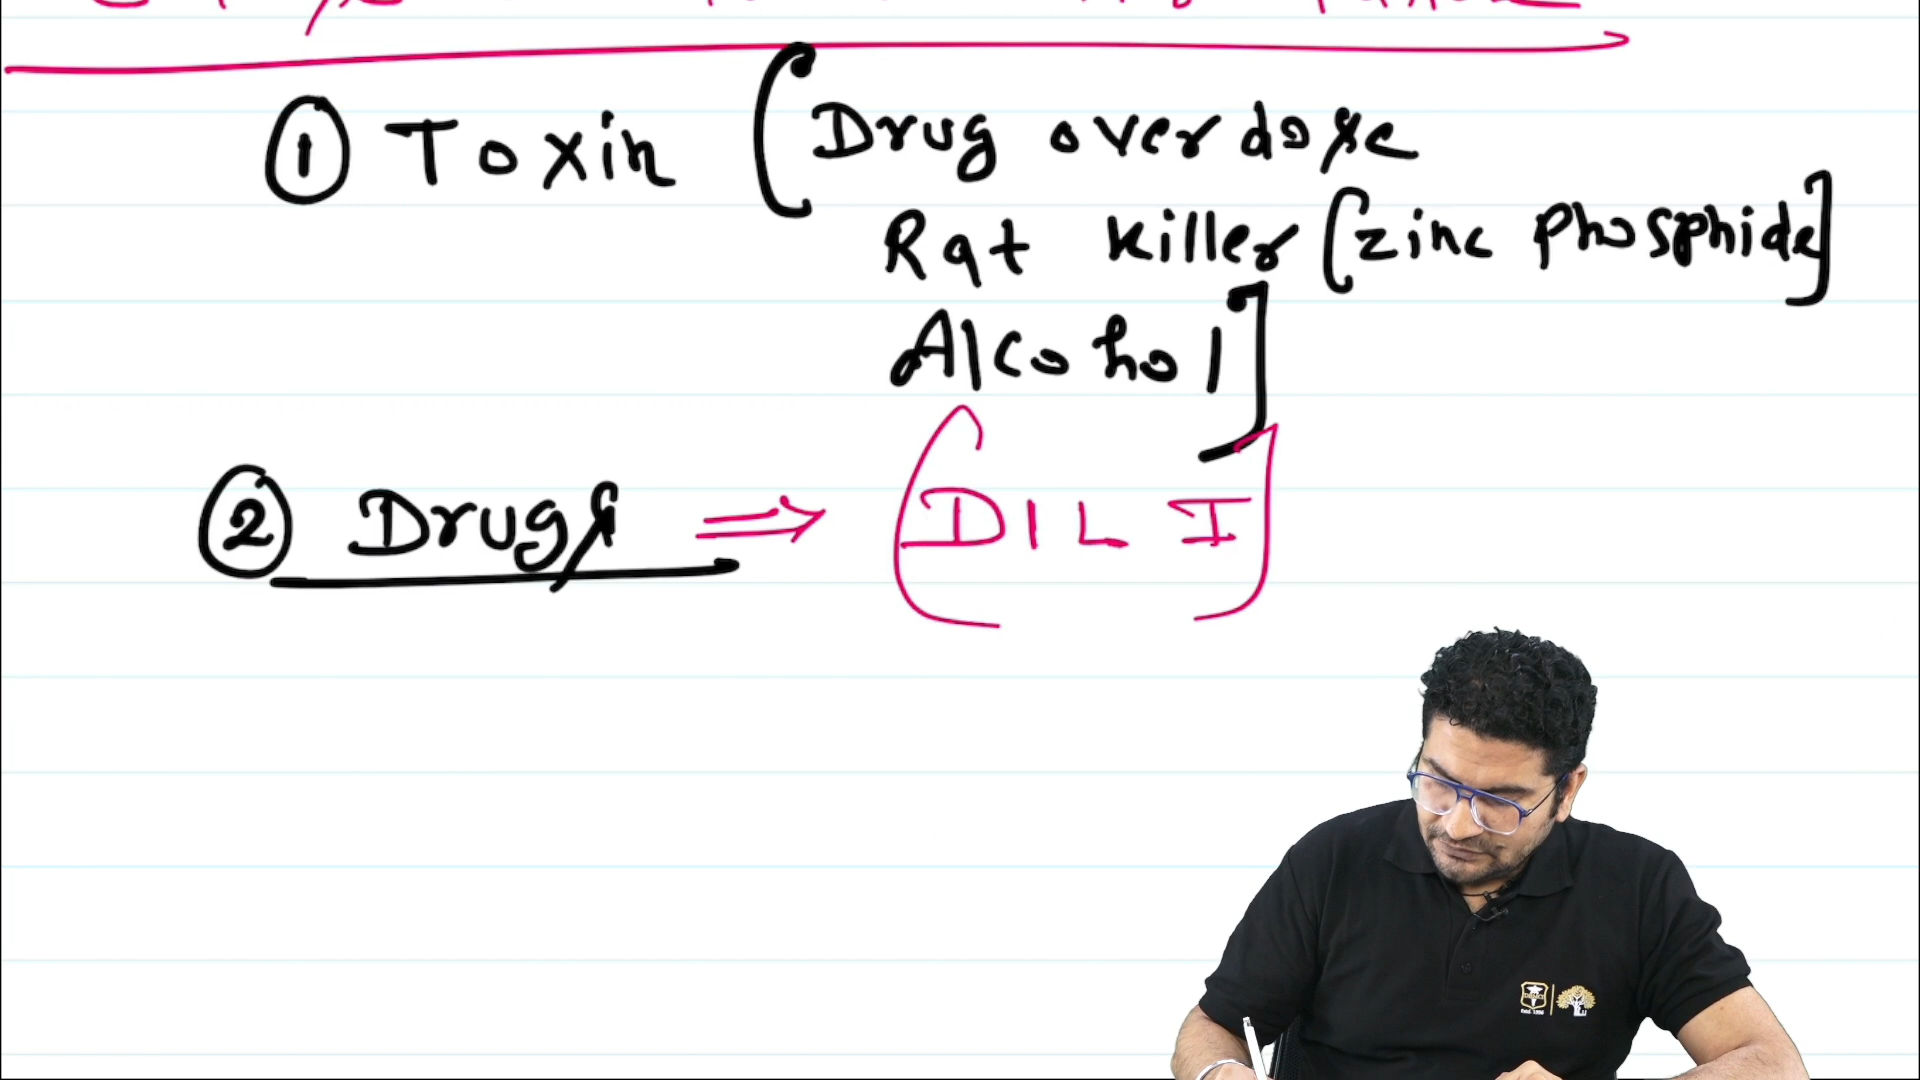 ① Toxin [Drug overdose
Rat Killer [Zinc Phosphide]
Alcohol]
② Drugs ⇒ [DILI]